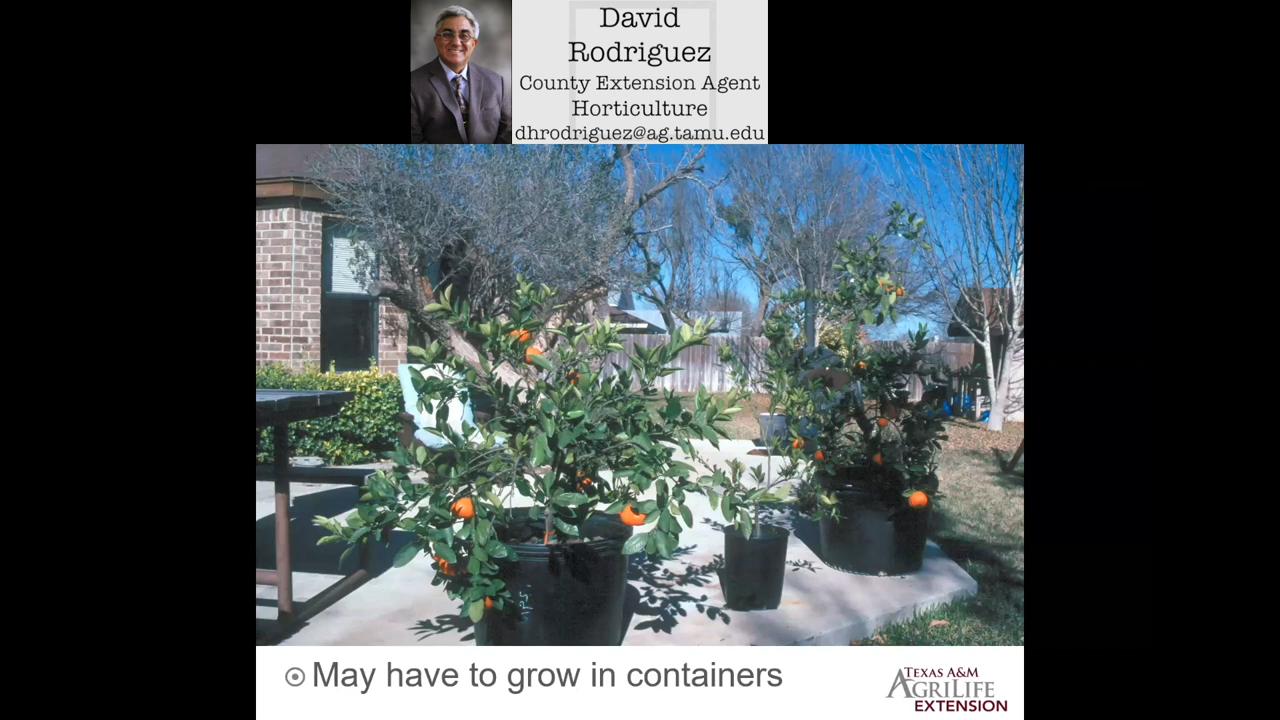 David
Rodriguez
County Extension Agent
Horticulture
dhrodriguez@ag.tamu.edu
May have to grow in containers
TEXAS A&M
AGRILIFE
EXTENSION